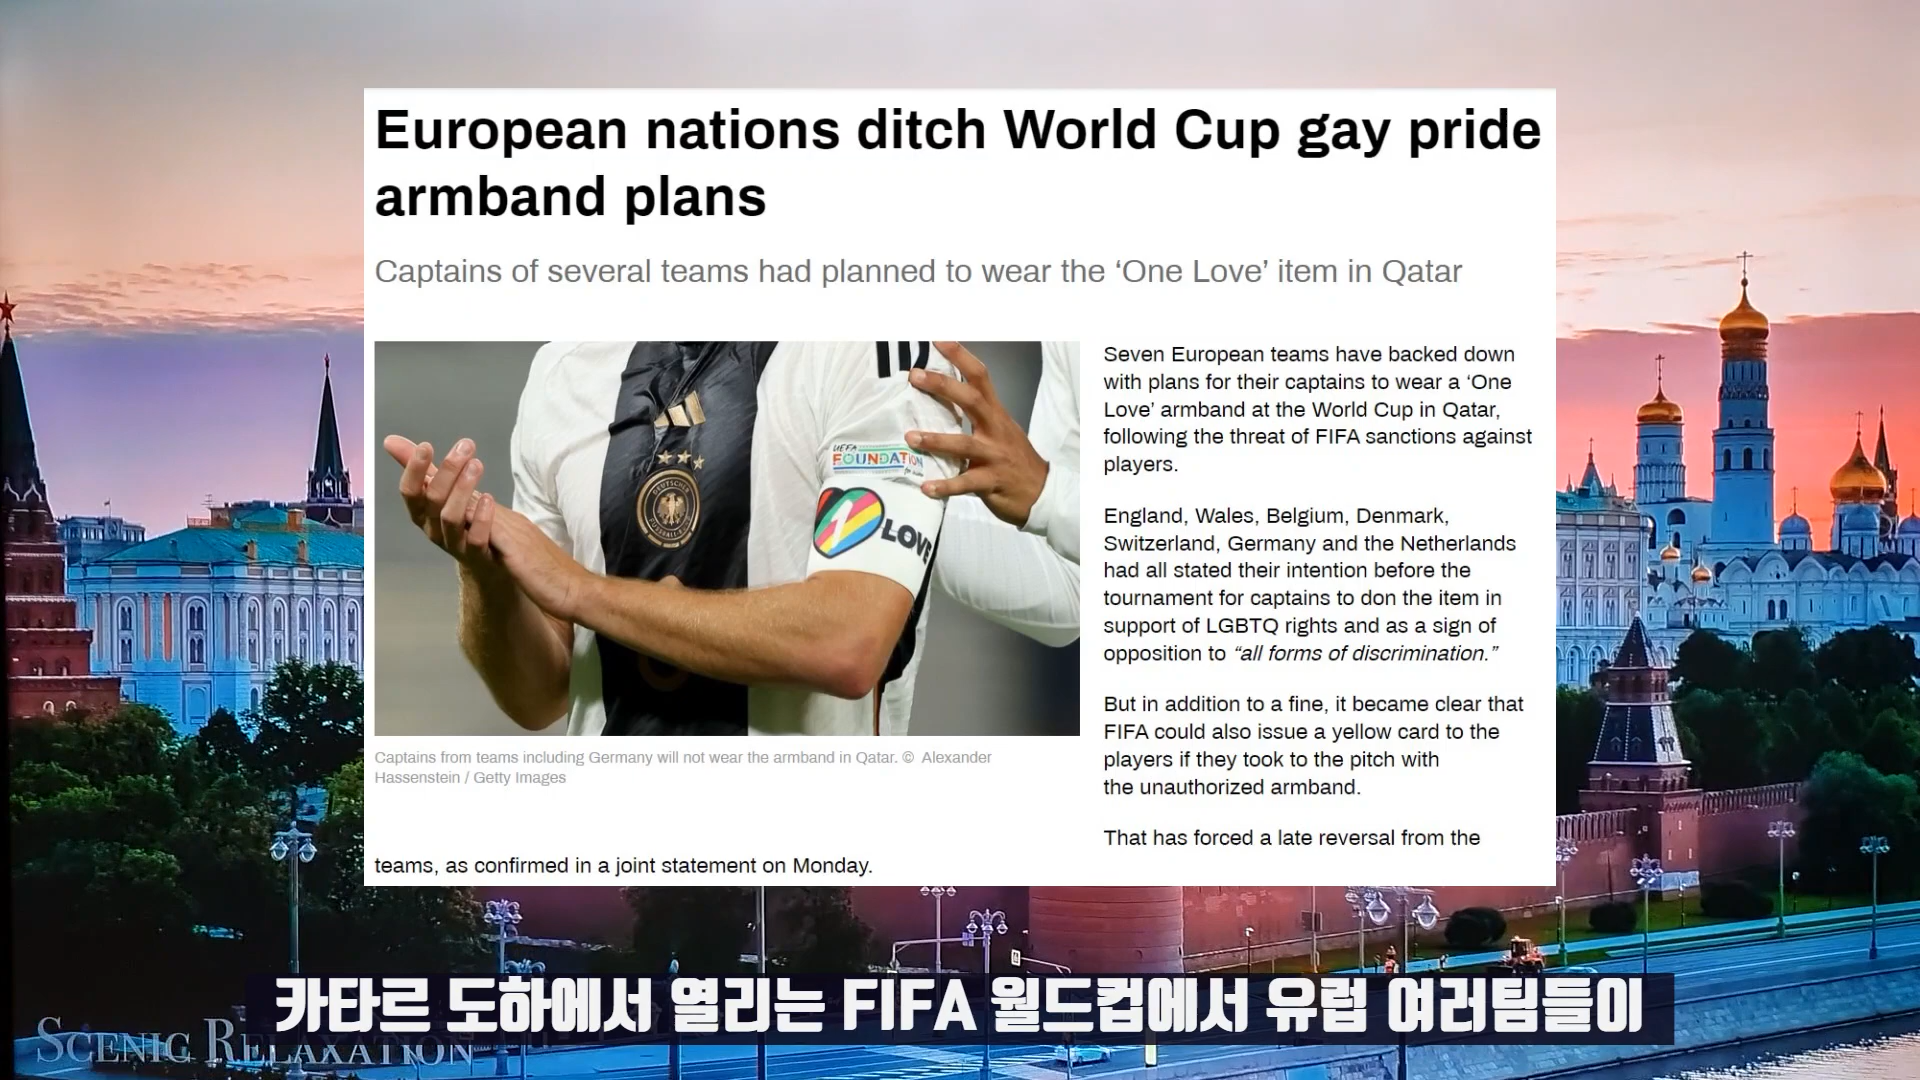 European nations ditch World Cup gay pride
armband plans
Captains of several teams had planned to wear the ‘One Love’ item in Qatar
UEFA
FOUNDATION
DEUTSCHER
LOVE
Captains from teams including Germany will not wear the armband in Qatar. © Alexander
Hassenstein / Getty Images
Seven European teams have backed down
with plans for their captains to wear a ‘One
Love’ armband at the World Cup in Qatar,
following the threat of FIFA sanctions against
players.
England, Wales, Belgium, Denmark,
Switzerland, Germany and the Netherlands
had all stated their intention before the
tournament for captains to don the item in
support of LGBTQ rights and as a sign of
opposition to “all forms of discrimination.”
But in addition to a fine, it became clear that
FIFA could also issue a yellow card to the
players if they took to the pitch with
the unauthorized armband.
That has forced a late reversal from the
teams, as confirmed in a joint statement on Monday.
카타르 도하에서 열리는 FIFA 월드컵에서 유럽 여러팀들이
SCENIC RELAXATION